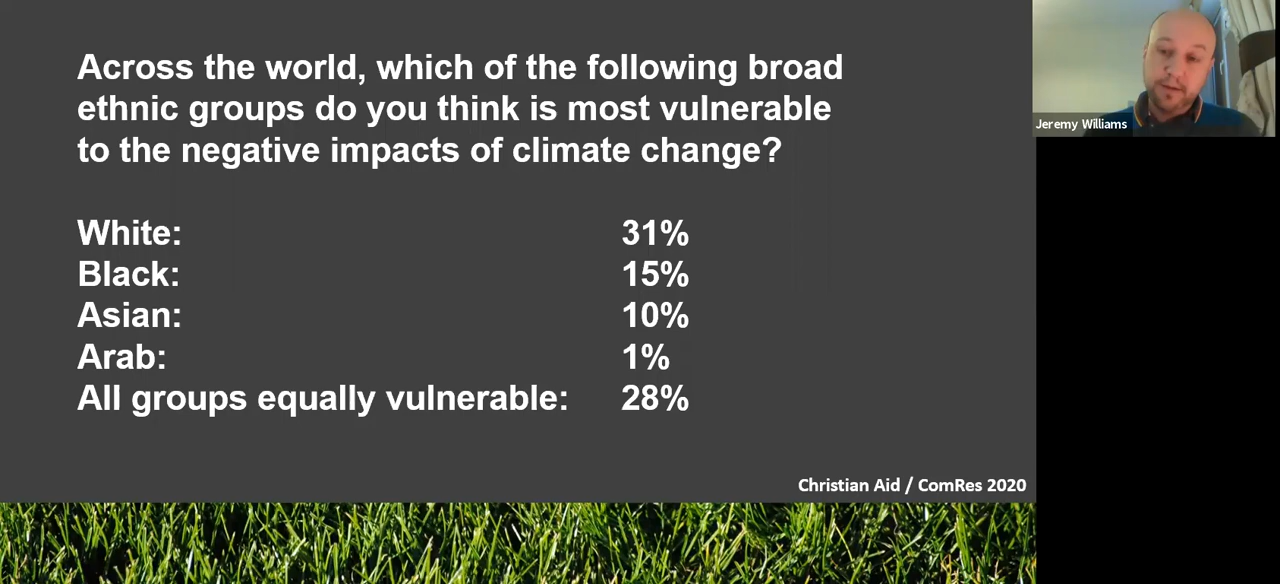 Across the world, which of the following broad
ethnic groups do you think is most vulnerable
to the negative impacts of climate change?
White: 31%
Black: 15%
Asian: 10%
Arab: 1%
All groups equally vulnerable: 28%
Christian Aid / ComRes 2020
Jeremy Williams